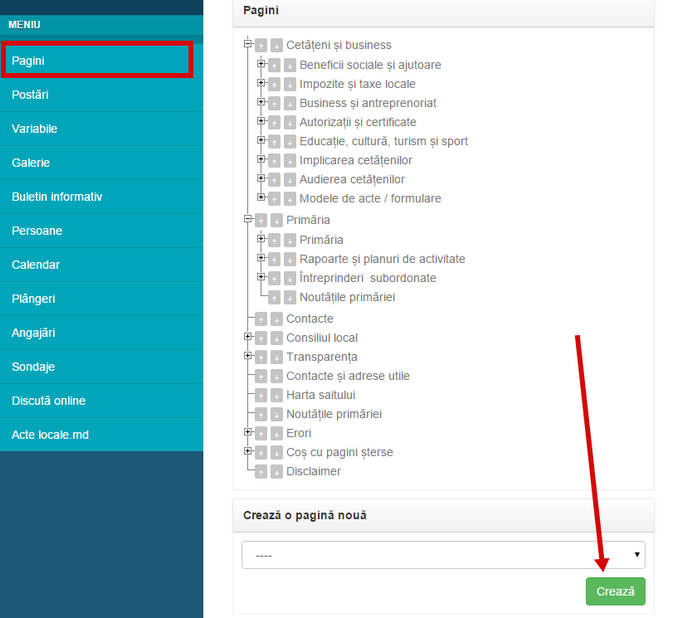 MENIU
Pagini
Postări
Variabile
Galerie
Buletin informativ
Persoane
Calendar
Plângeri
Angajări
Sondaje
Discută online
Acte locale.md
Pagini
Cetățeni și business
Beneficii sociale și ajutoare
Impozite și taxe locale
Business și antreprenoriat
Autorizații și certificate
Educație, cultură, turism și sport
Implicarea cetățenilor
Audierea cetățenilor
Modele de acte / formulare
Primăria
Primăria
Rapoarte și planuri de activitate
Întreprinderi  subordonate
Noutățile primăriei
Contacte
Consiliul local
Transparența
Contacte și adrese utile
Harta saitului
Noutățile primăriei
Erori
Coș cu pagini șterse
Disclaimer
Crează o pagină nouă
----
Crează